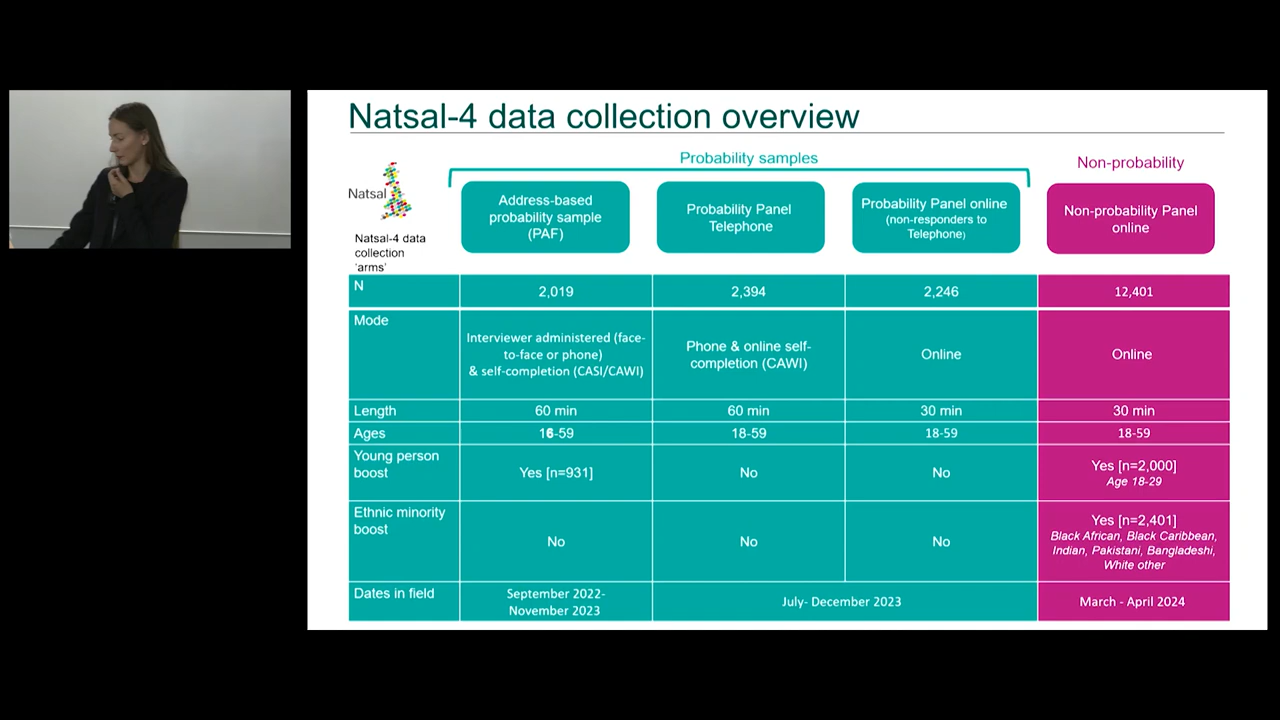 Natsal-4 data collection overview
Probability samples
Non-probability
Natsal
Natsal-4 data
collection
'arms'
Address-based
probability sample
(PAF)
Probability Panel
Telephone
Probability Panel online
(non-responders to
Telephone)
Non-probability Panel
online
N
2,019
2,394
2,246
12,401
Mode
Interviewer administered (face-
to-face or phone)
& self-completion (CASI/CAWI)
Phone & online self-
completion (CAWI)
Online
Online
Length
60 min
60 min
30 min
30 min
Ages
16-59
18-59
18-59
18-59
Young person
boost
Yes [n=931]
No
No
Yes [n=2,000]
Age 18-29
Ethnic minority
boost
No
No
No
Yes [n=2,401]
Black African, Black Caribbean,
Indian, Pakistani, Bangladeshi,
White other
Dates in field
September 2022-
November 2023
July- December 2023
March - April 2024